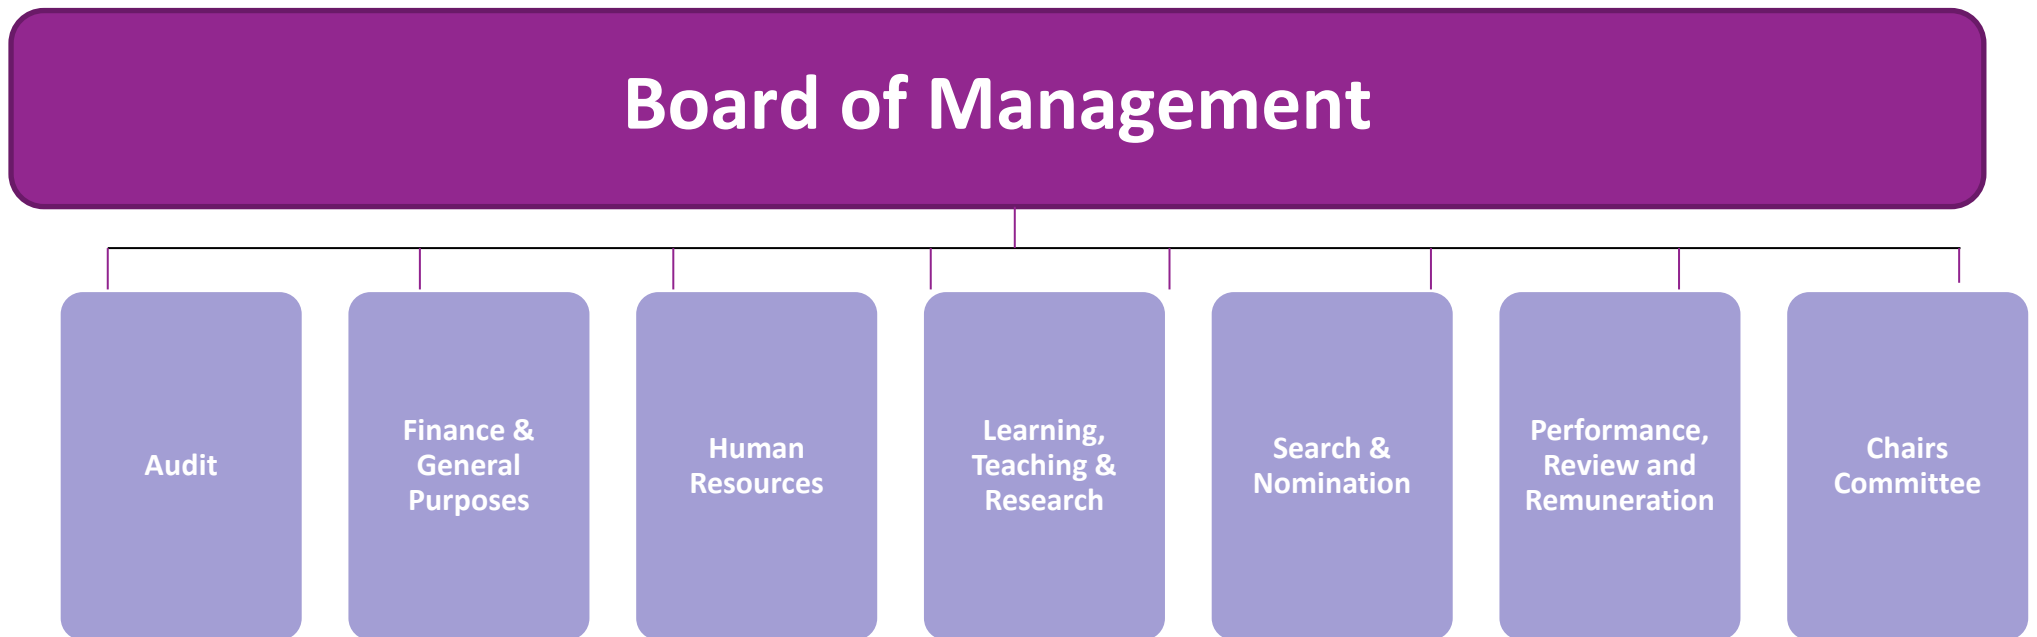 Board of Management
Audit
Finance &
General
Purposes
Human
Resources
Learning,
Teaching &
Research
Search &
Nomination
Performance,
Review and
Remuneration
Chairs
Committee